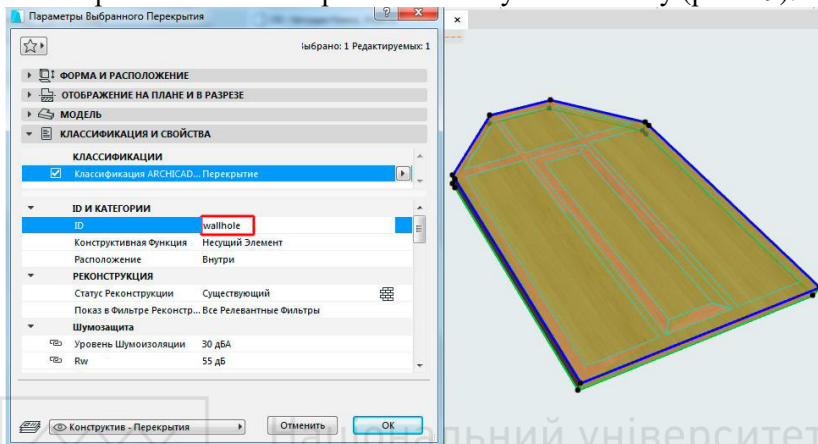 Параметры Выбранного Перекрытия
Выбрано: 1 Редактируемых: 1
ФОРМА И РАСПОЛОЖЕНИЕ
ОТОБРАЖЕНИЕ НА ПЛАНЕ И В РАЗРЕЗЕ
МОДЕЛЬ
КЛАССИФИКАЦИЯ И СВОЙСТВА
КЛАССИФИКАЦИИ
Классификация ARCHICAD... Перекрытие
ID И КАТЕГОРИИ
ID wallhole
Конструктивная Функция Несущий Элемент
Расположение Внутри
РЕКОНСТРУКЦИЯ
Статус Реконструкции Существующий
Показ в Фильтре Реконстр... Все Релевантные Фильтры
Шумозащита
Уровень Шумоизоляции 30 дБА
Rw 55 дБ
Конструктив - Перекрытия Отменить OK
Національний університет